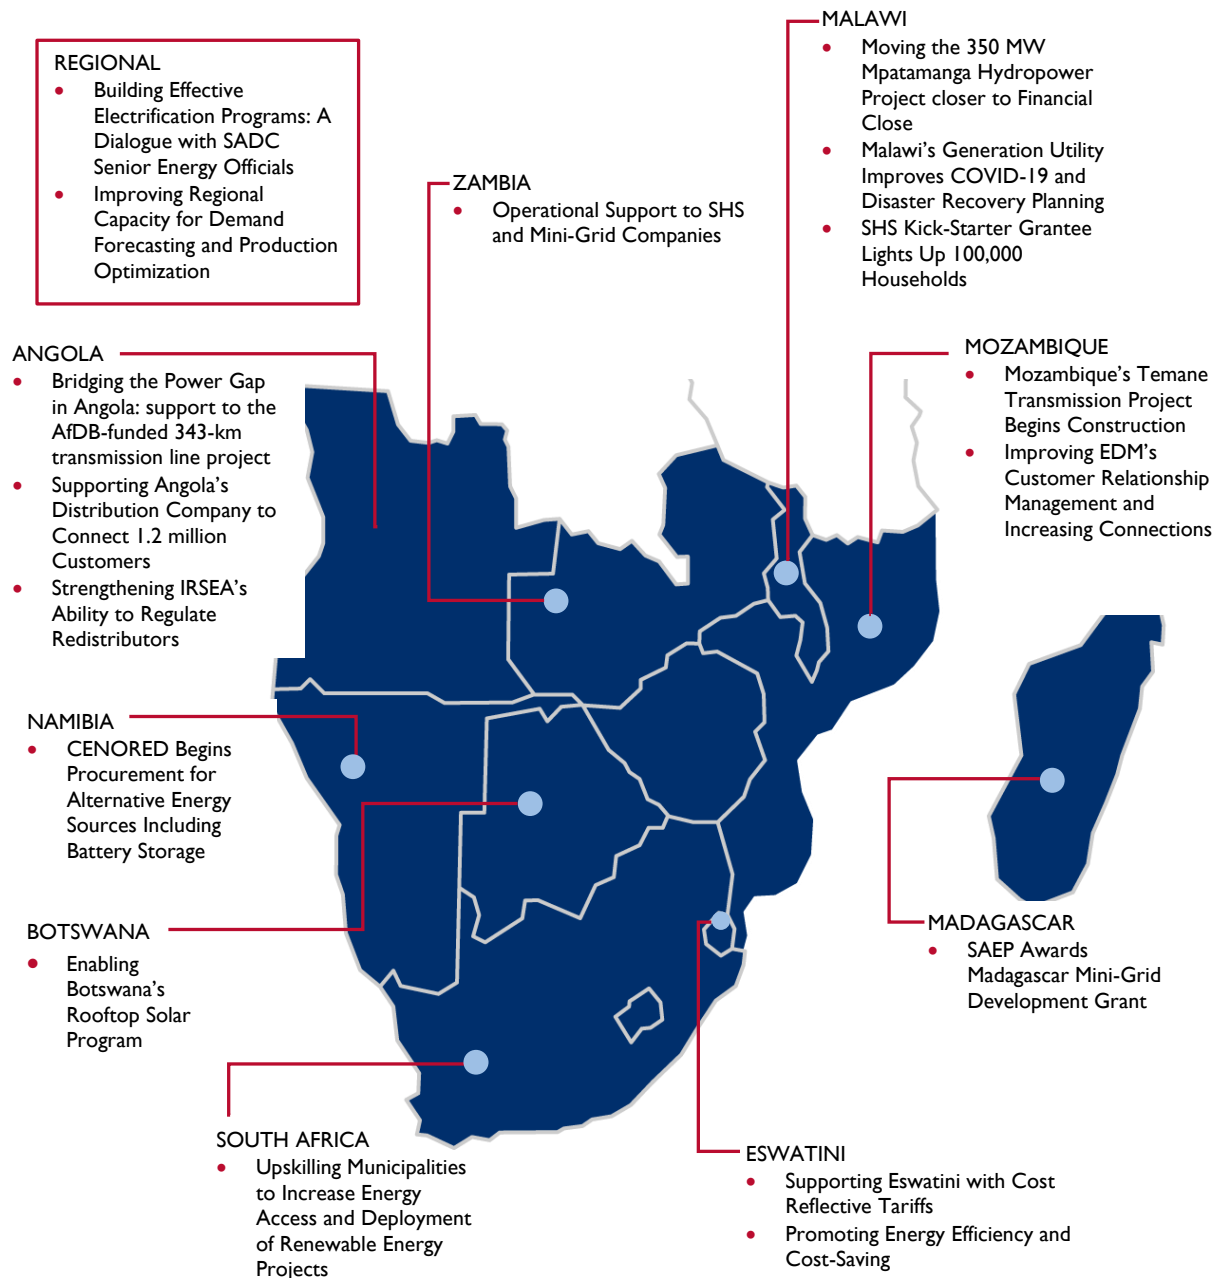 REGIONAL
• Building Effective
Electrification Programs: A
Dialogue with SADC
Senior Energy Officials
• Improving Regional
Capacity for Demand
Forecasting and Production
Optimization
MALAWI
• Moving the 350 MW
Mpatamanga Hydropower
Project closer to Financial
Close
• Malawi's Generation Utility
Improves COVID-19 and
Disaster Recovery Planning
• SHS Kick-Starter Grantee
Lights Up 100,000
Households
ZAMBIA
• Operational Support to SHS
and Mini-Grid Companies
ANGOLA
• Bridging the Power Gap
in Angola: support to the
AfDB-funded 343-km
transmission line project
• Supporting Angola's
Distribution Company to
Connect 1.2 million
Customers
• Strengthening IRSEA's
Ability to Regulate
Redistributors
MOZAMBIQUE
• Mozambique's Temane
Transmission Project
Begins Construction
• Improving EDM's
Customer Relationship
Management and
Increasing Connections
NAMIBIA
• CENORED Begins
Procurement for
Alternative Energy
Sources Including
Battery Storage
BOTSWANA
• Enabling
Botswana's
Rooftop Solar
Program
MADAGASCAR
• SAEP Awards
Madagascar Mini-Grid
Development Grant
SOUTH AFRICA
• Upskilling Municipalities
to Increase Energy
Access and Deployment
of Renewable Energy
Projects
ESWATINI
• Supporting Eswatini with Cost
Reflective Tariffs
• Promoting Energy Efficiency and
Cost-Saving